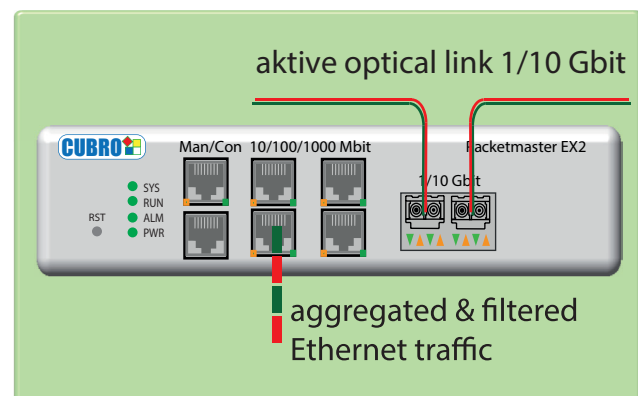 aktive optical link 1/10 Gbit
CUBRO
Man/Con 10/100/1000 Mbit
Packetmaster EX2
1/10 Gbit
SYS
RUN
RST
ALM
PWR
aggregated & filtered
Ethernet traffic